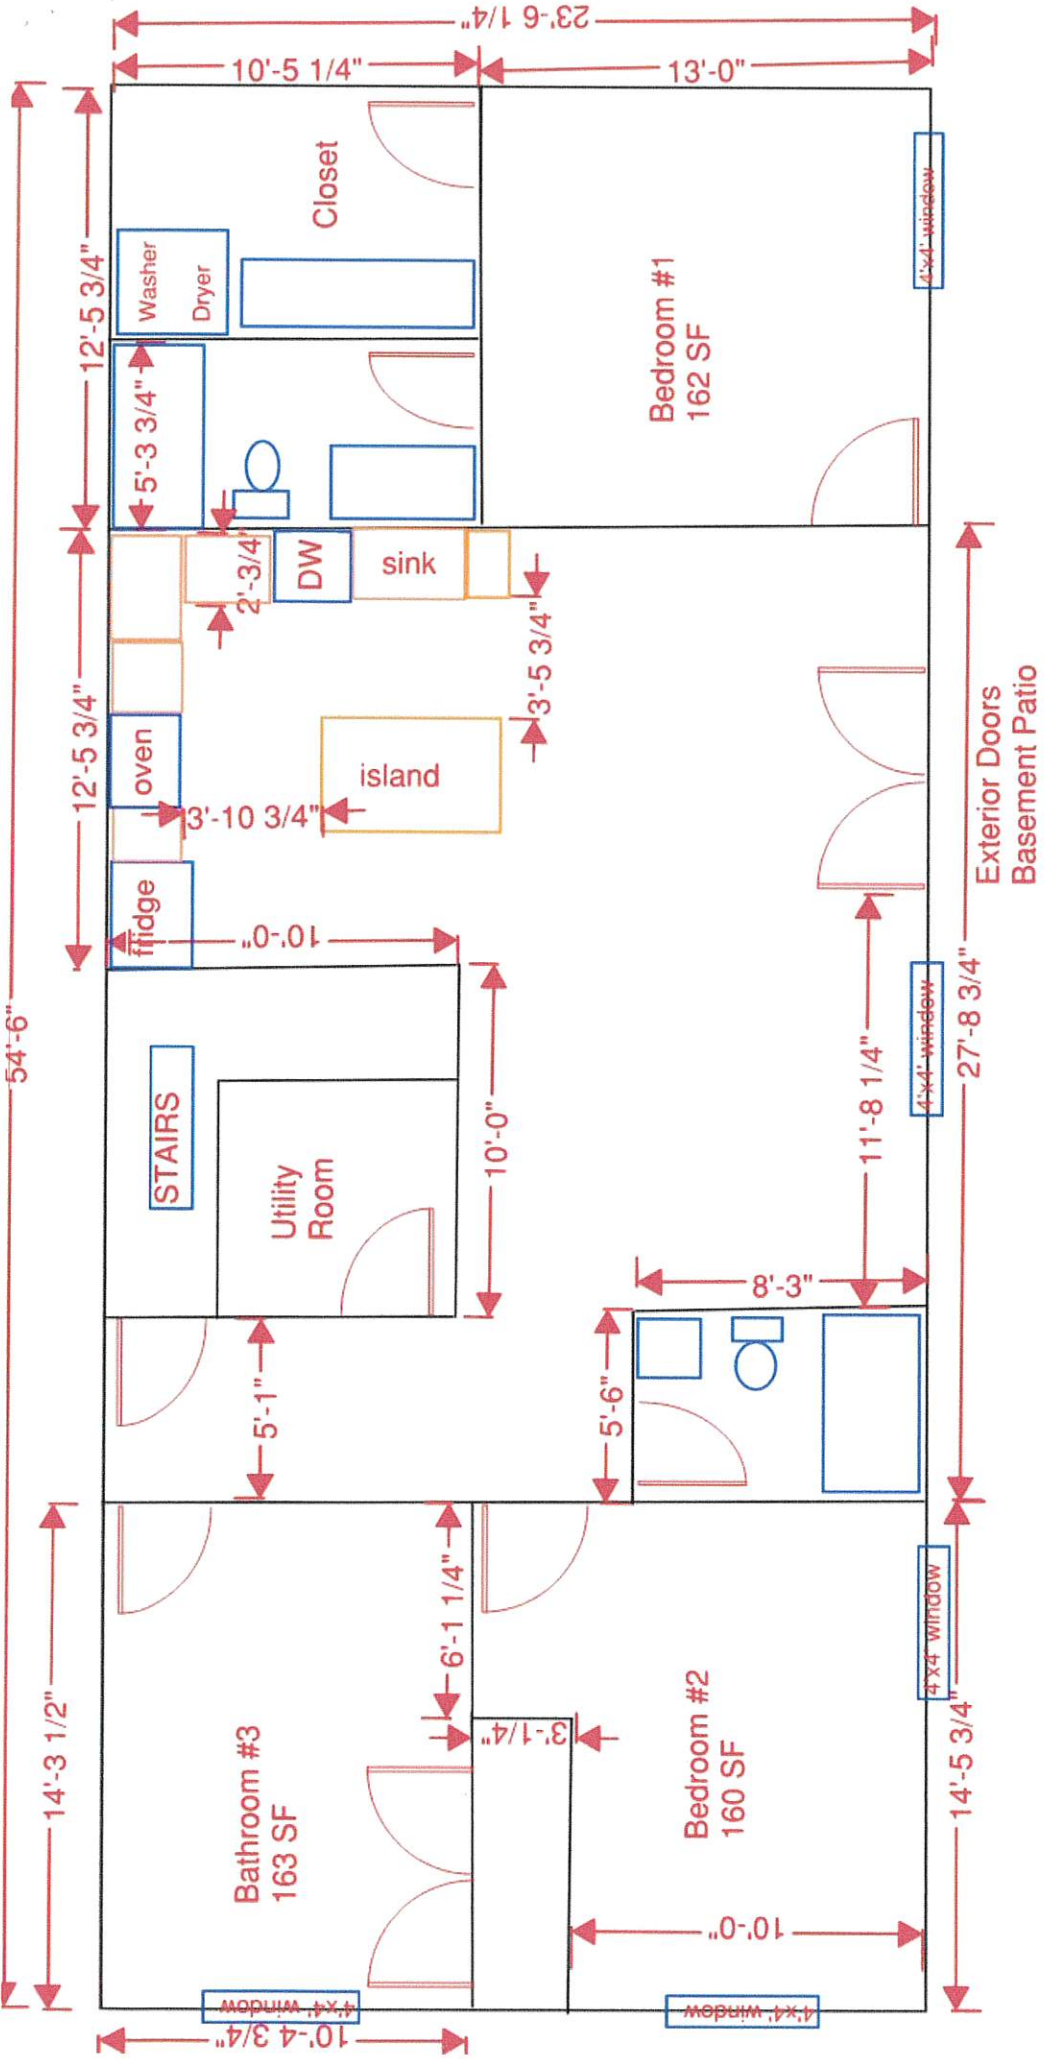 54'-6"
12'-5 3/4"
12'-5 3/4"
14'-3 1/2"
23'-6 1/4"
10'-5 1/4"
13'-0"
Closet
Washer
Dryer
5'-3 3/4"
Bedroom #1
162 SF
4'x4' window
2'-3/4"
DW
sink
3'-5 3/4"
oven
3'-10 3/4"
island
fridge
10'-0"
STAIRS
Utility
Room
10'-0"
Exterior Doors
Basement Patio
11'-8 1/4"
4'x4' window
27'-8 3/4"
8'-3"
5'-1"
5'-6"
Bathroom #3
163 SF
6'-1 1/4"
3'-1/4"
Bedroom #2
160 SF
4'x4' window
14'-5 3/4"
10'-0"
4'x4' window
10'-4 3/4"
4'x4' window